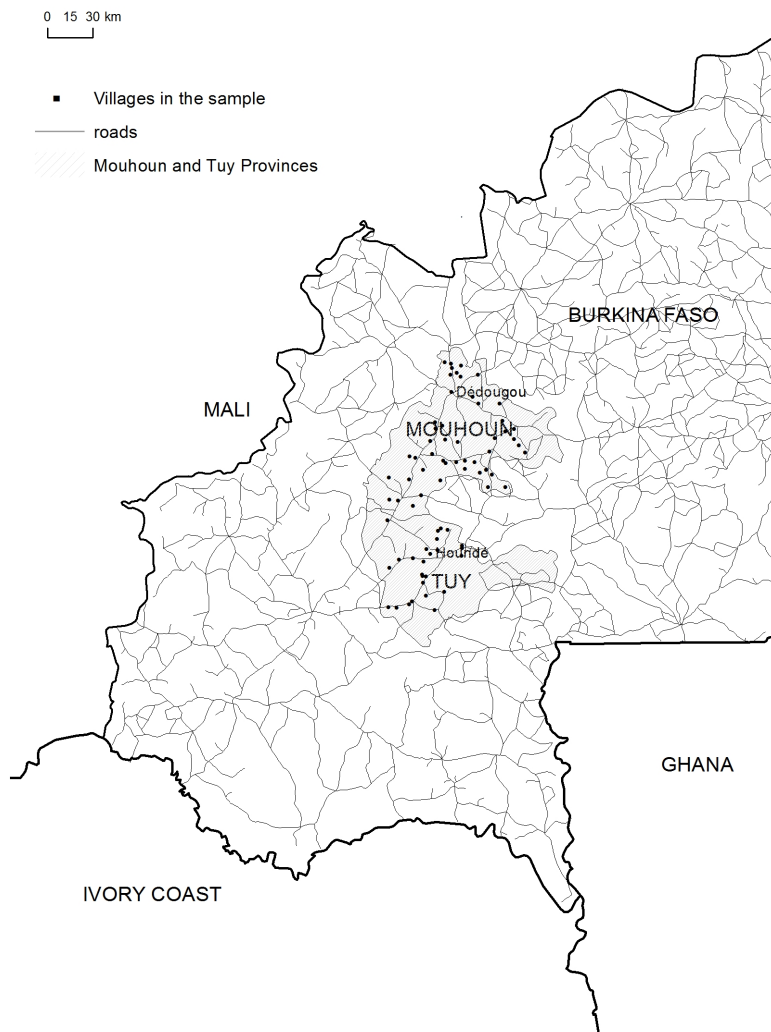 0 15 30 km
Villages in the sample
roads
Mouhoun and Tuy Provinces
BURKINA FASO
Dédougou
MALI
MOUHOUN
Houndé
TUY
GHANA
IVORY COAST